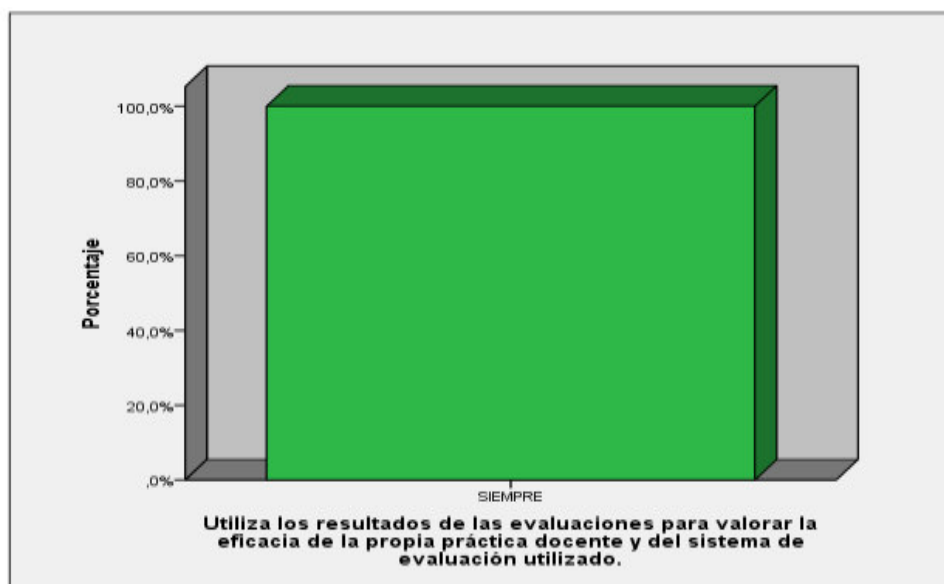 Porcentaje
100,0%
80,0%
60,0%
40,0%
20,0%
,0%
SIEMPRE
Utiliza los resultados de las evaluaciones para valorar la
eficacia de la propia práctica docente y del sistema de
evaluación utilizado.